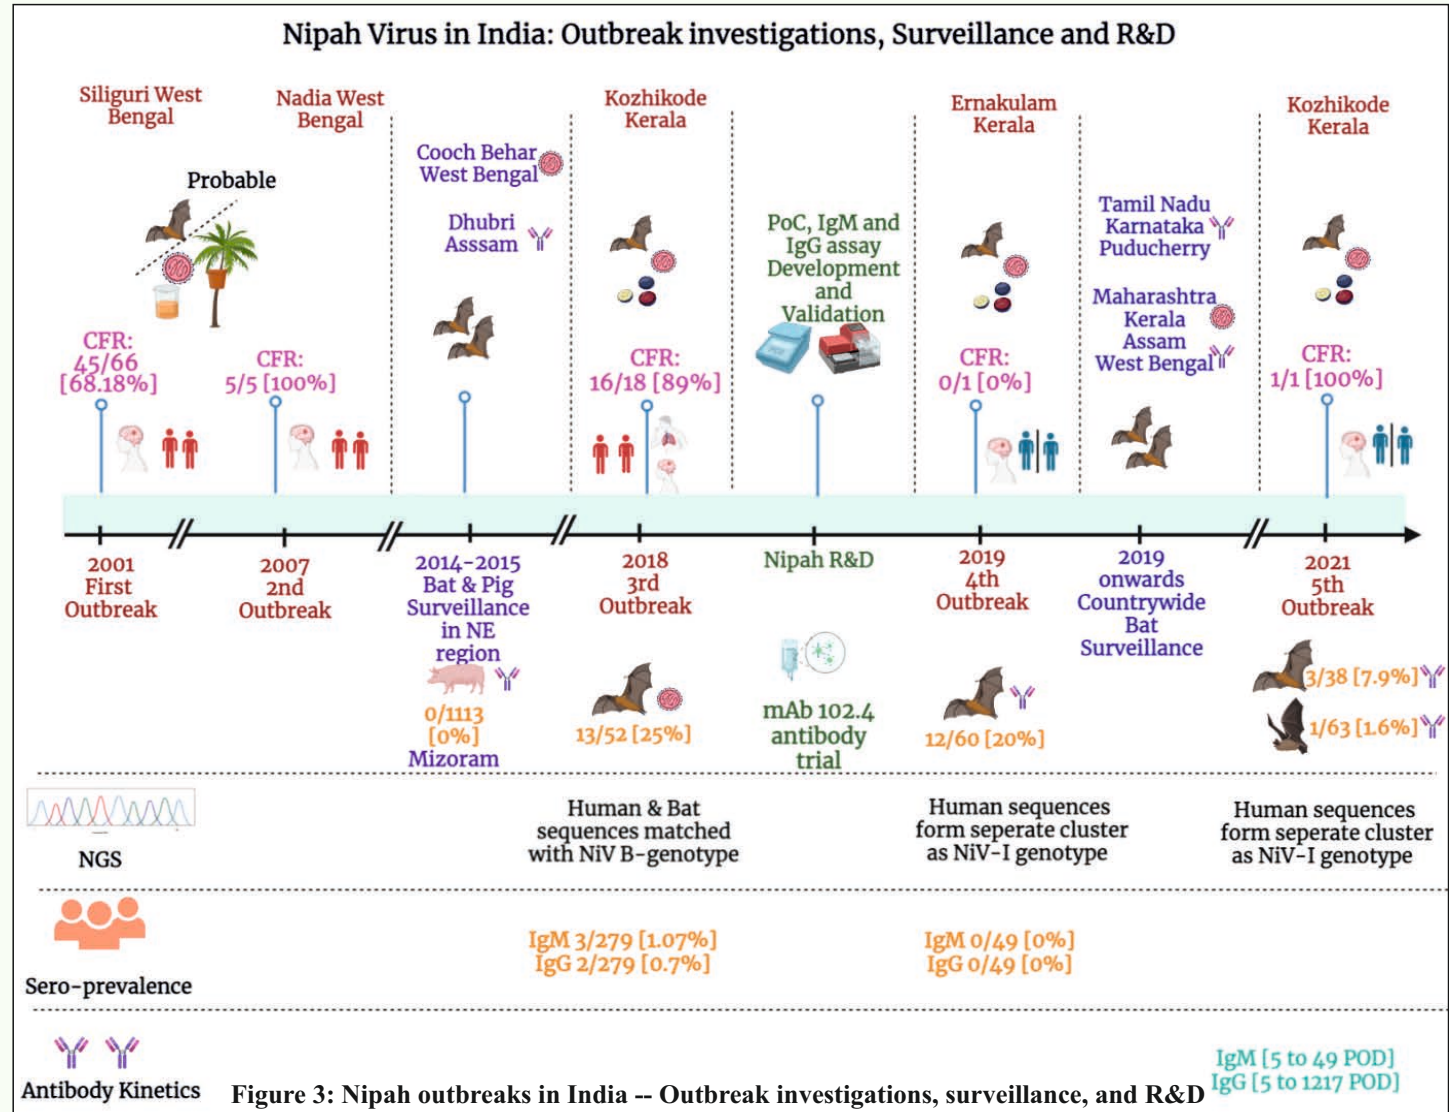 Nipah Virus in India: Outbreak investigations, Surveillance and R&D
Siliguri West
Bengal
Nadia West
Bengal
Kozhikode
Kerala
Ernakulam
Kerala
Kozhikode
Kerala
Probable
Cooch Behar
West Bengal
Dhubri
Asssam
PoC, IgM and
IgG assay
Development
and
Validation
Tamil Nadu
Karnataka
Puducherry
Maharashtra
Kerala
Assam
West Bengal
CFR:
45/66
[68.18%]
CFR:
5/5 [100%]
CFR:
16/18 [89%]
CFR:
0/1 [0%]
CFR:
1/1 [100%]
2001
First
Outbreak
2007
2nd
Outbreak
2014-2015
Bat & Pig
Surveillance
in NE
region
0/1113
[0%]
Mizoram
2018
3rd
Outbreak
13/52 [25%]
Nipah R&D
mAb 102.4
antibody
trial
2019
4th
Outbreak
12/60 [20%]
2019
onwards
Countrywide
Bat
Surveillance
2021
5th
Outbreak
3/38 [7.9%]
1/63 [1.6%]
NGS
Human & Bat
sequences matched
with NiV B-genotype
Human sequences
form seperate cluster
as NiV-I genotype
Human sequences
form seperate cluster
as NiV-I genotype
Sero-prevalence
IgM 3/279 [1.07%]
IgG 2/279 [0.7%]
IgM 0/49 [0%]
IgG 0/49 [0%]
Antibody Kinetics
IgM [5 to 49 POD]
IgG [5 to 1217 POD]
Figure 3: Nipah outbreaks in India -- Outbreak investigations, surveillance, and R&D